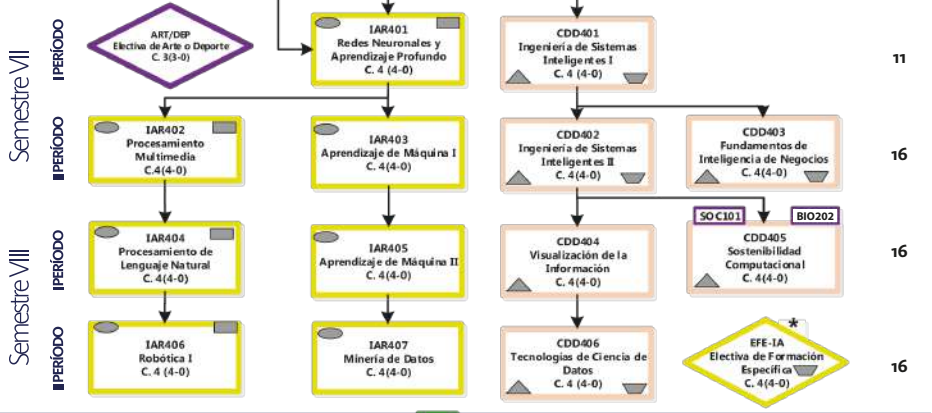 Semestre VII
I PERÍODO
ART/DEP
Electiva de Arte o Deporte
C. 3(3-0)
IAR401
Redes Neuronales y
Aprendizaje Profundo
C. 4 (4-0)
CDD401
Ingeniería de Sistemas
Inteligentes I
C. 4 (4-0)
11
II PERÍODO
IAR402
Procesamiento
Multimedia
C.4(4-0)
IAR403
Aprendizaje de Máquina I
C. 4(4-0)
CDD402
Ingeniería de Sistemas
Inteligentes II
C. 4(4-0)
CDD403
Fundamentos de
Inteligencia de Negocios
C. 4(4-0)
16
Semestre VIII
I PERÍODO
IAR404
Procesamiento de
Lenguaje Natural
C. 4(4-0)
IAR405
Aprendizaje de Máquina II
C. 4(4-0)
CDD404
Visualización de la
Información
C. 4(4-0)
SOC101
BIO202
CDD405
Sostenibilidad
Computacional
C. 4(4-0)
16
II PERÍODO
IAR406
Robótica I
C. 4 (4-0)
IAR407
Minería de Datos
C. 4(4-0)
CDD406
Tecnologías de Ciencia de
Datos
C. 4 (4-0)
*
EFE-IA
Electiva de Formación
Específica
C. 4(4-0)
16